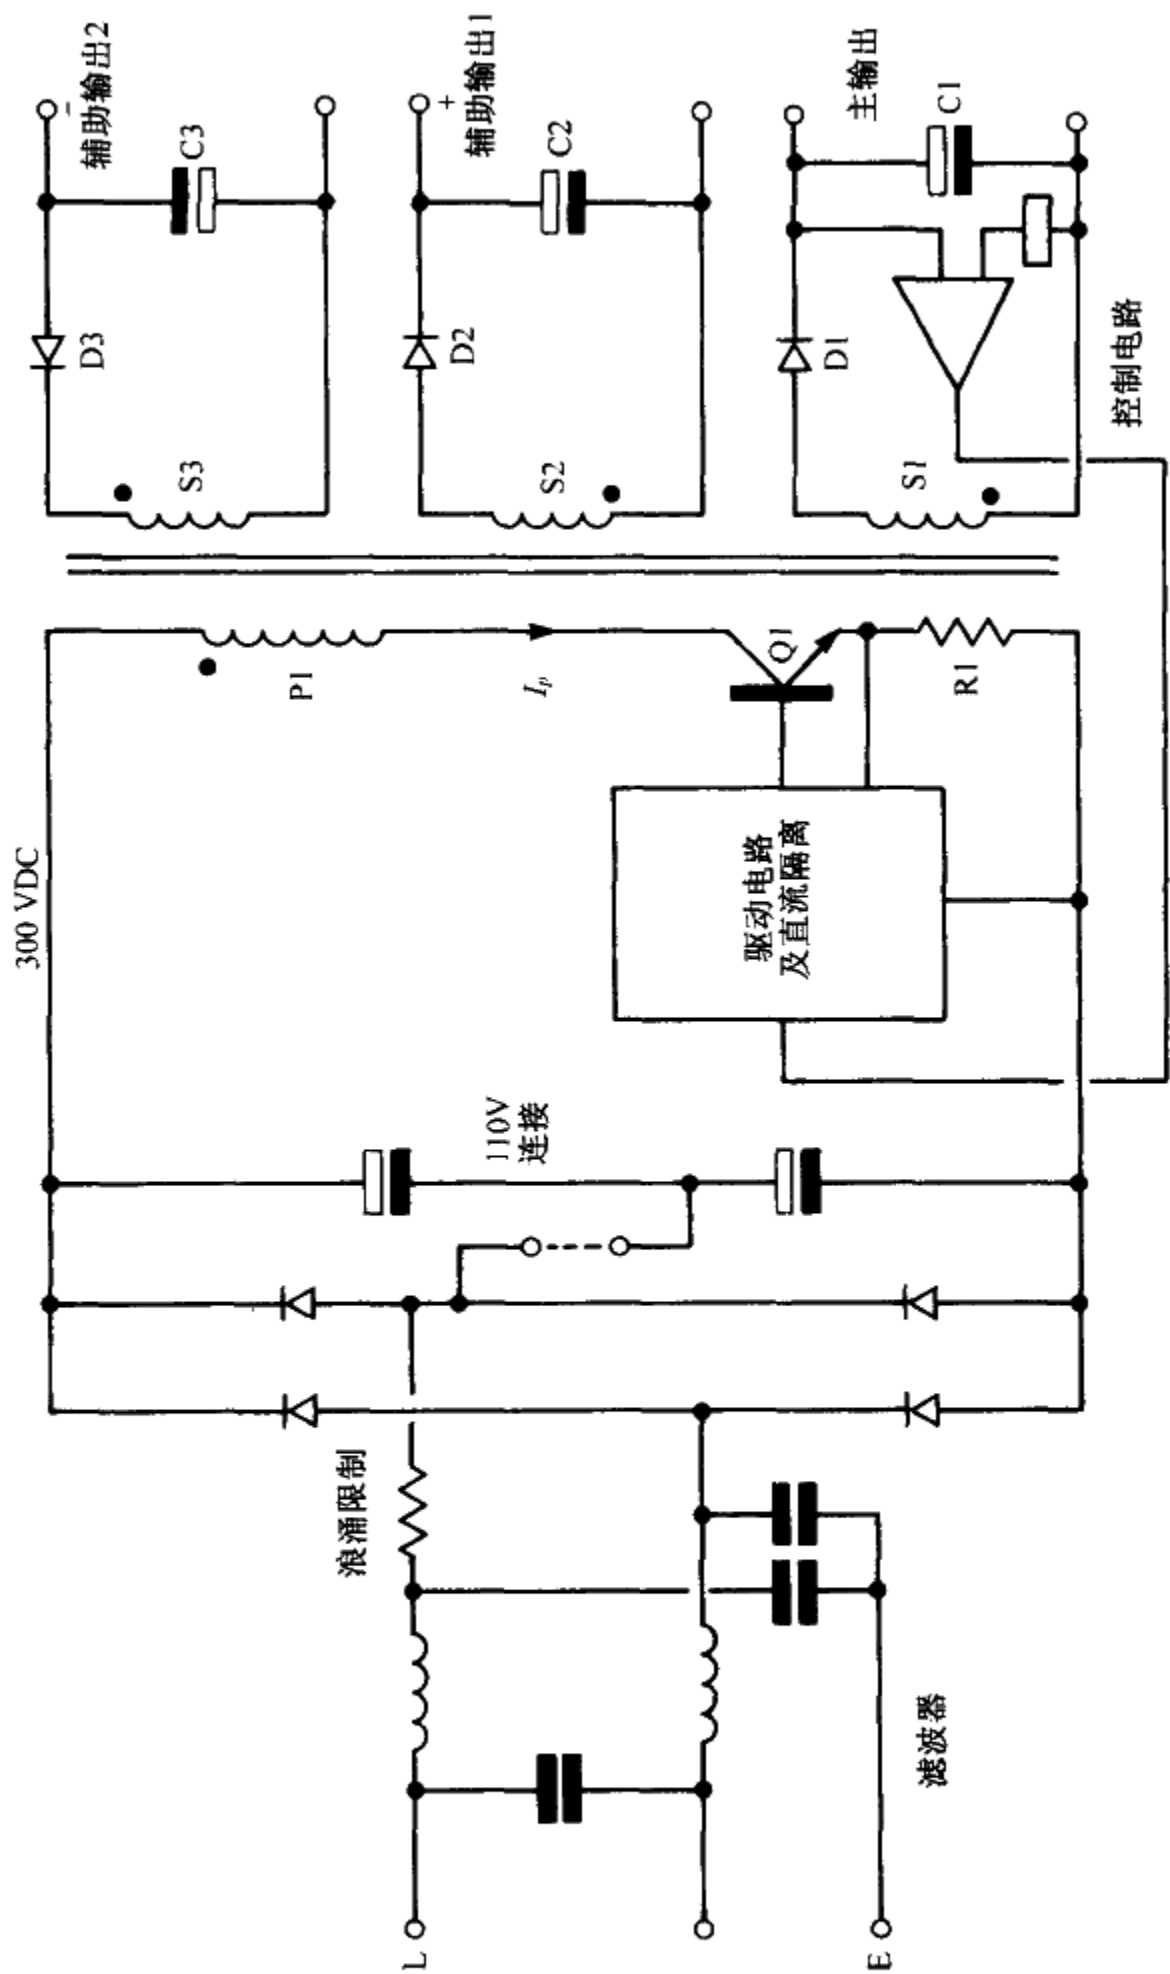 300 VDC
L
E
滤波器
浪涌限制
110V
连接
驱动电路
及直流隔离
P1
Ip
Q1
R1
S3
D3
C3
−
辅助输出2
S2
D2
C2
+
辅助输出1
S1
D1
C1
主输出
控制电路